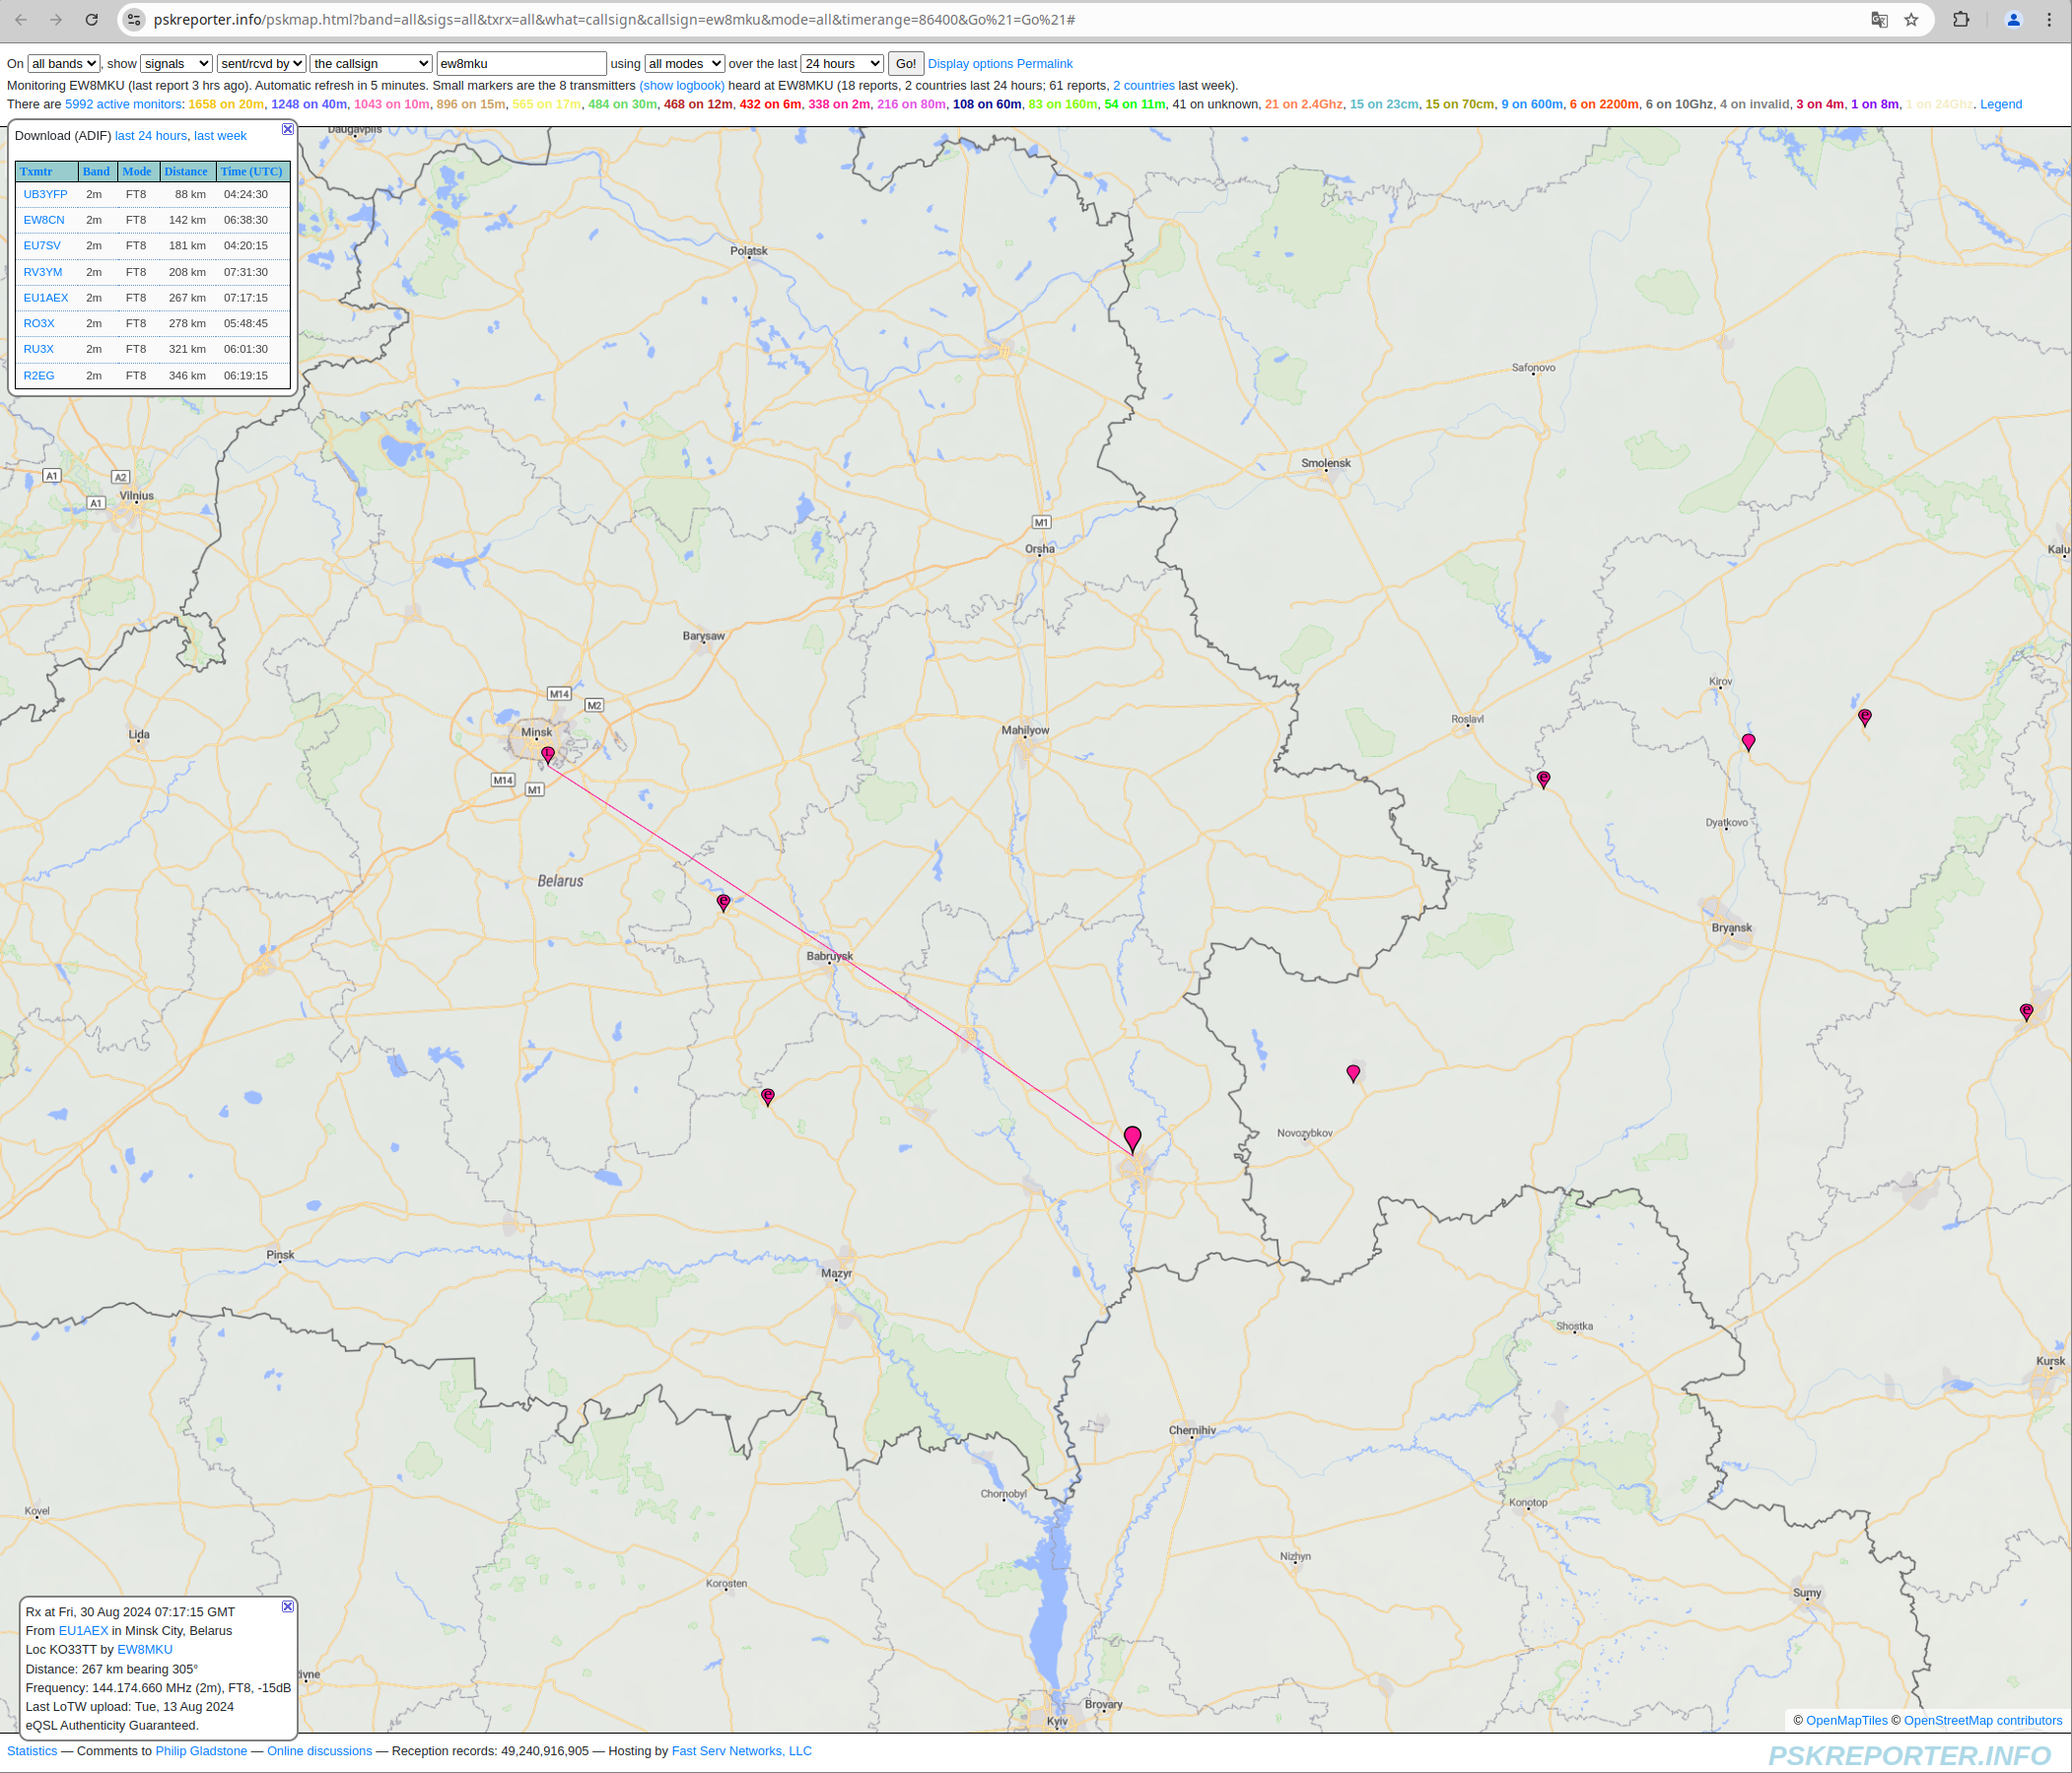 pskreporter.info/pskmap.html?band=all&sigs=all&txrx=all&what=callsign&callsign=ew8mku&mode=all&timerange=86400&Go%21=Go%21#
On all bands, show signals sent/rcvd by the callsign ew8mku using all modes over the last 24 hours Go! Display options Permalink
Monitoring EW8MKU (last report 3 hrs ago). Automatic refresh in 5 minutes. Small markers are the 8 transmitters (show logbook) heard at EW8MKU (18 reports, 2 countries last 24 hours; 61 reports, 2 countries last week).
There are 5992 active monitors: 1658 on 20m, 1248 on 40m, 1043 on 10m, 896 on 15m, 565 on 17m, 484 on 30m, 468 on 12m, 432 on 6m, 338 on 2m, 216 on 80m, 108 on 60m, 83 on 160m, 54 on 11m, 41 on unknown, 21 on 2.4Ghz, 15 on 23cm, 15 on 70cm, 9 on 600m, 6 on 2200m, 6 on 10Ghz, 4 on invalid, 3 on 4m, 1 on 8m, 1 on 24Ghz. Legend
Download (ADIF) last 24 hours, last week
Txmtr Band Mode Distance Time (UTC)
UB3YFP 2m FT8 88 km 04:24:30
EW8CN 2m FT8 142 km 06:38:30
EU7SV 2m FT8 181 km 04:20:15
RV3YM 2m FT8 208 km 07:31:30
EU1AEX 2m FT8 267 km 07:17:15
RO3X 2m FT8 278 km 05:48:45
RU3X 2m FT8 321 km 06:01:30
R2EG 2m FT8 346 km 06:19:15
Daugavpils
Polatsk
Safonovo
Smolensk
A1
A2
A1
Vilnius
M1
Orsha
Kalu
Barysaw
Kirov
M14
M2
Roslavl
Lida
Minsk
Mahilyow
L
e
e
M14
M1
Dyatkovo
Belarus
e
Bryansk
Babruysk
e
e
Novozybkov
Pinsk
Mazyr
Shostka
Kursk
Chernihiv
Chornobyl
Konotop
Kovel
Nizhyn
Korosten
Sumy
Rx at Fri, 30 Aug 2024 07:17:15 GMT
From EU1AEX in Minsk City, Belarus
Loc KO33TT by EW8MKU
Distance: 267 km bearing 305°
Frequency: 144.174.660 MHz (2m), FT8, -15dB
Last LoTW upload: Tue, 13 Aug 2024
eQSL Authenticity Guaranteed.
ivne
Brovary
Kyiv
© OpenMapTiles © OpenStreetMap contributors
Statistics — Comments to Philip Gladstone — Online discussions — Reception records: 49,240,916,905 — Hosting by Fast Serv Networks, LLC
PSKREPORTER.INFO